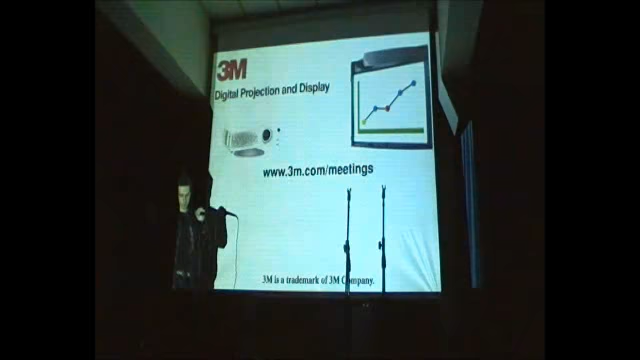 3M
Digital Projection and Display
www.3m.com/meetings
3M is a trademark of 3M Company.